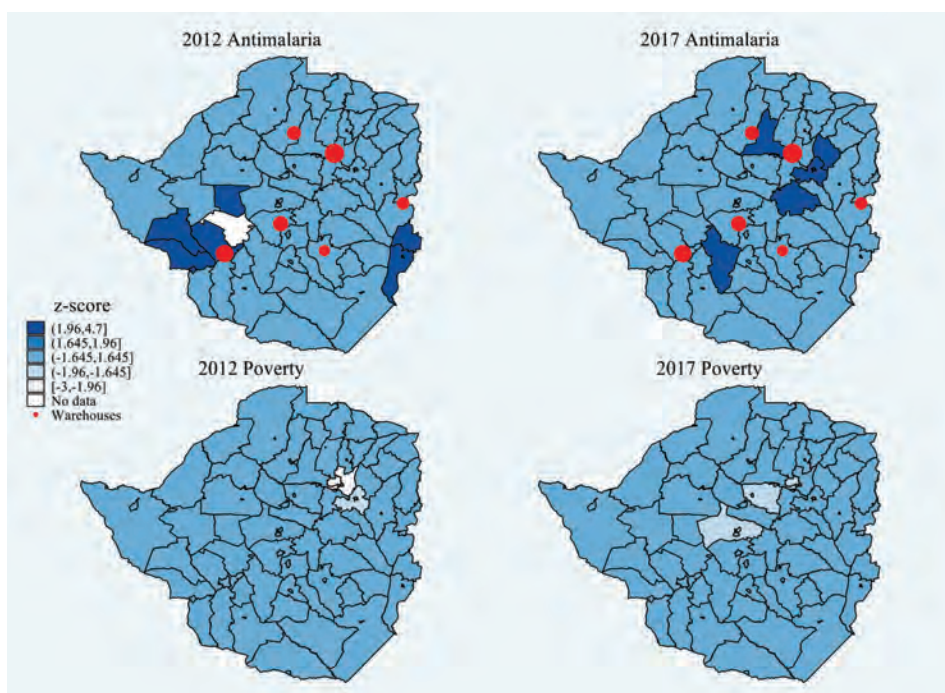 2012 Antimalaria
2017 Antimalaria
z-score
(1.96,4.7]
(1.645,1.96]
(-1.645,1.645]
(-1.96,-1.645]
[-3,-1.96]
No data
Warehouses
2012 Poverty
2017 Poverty